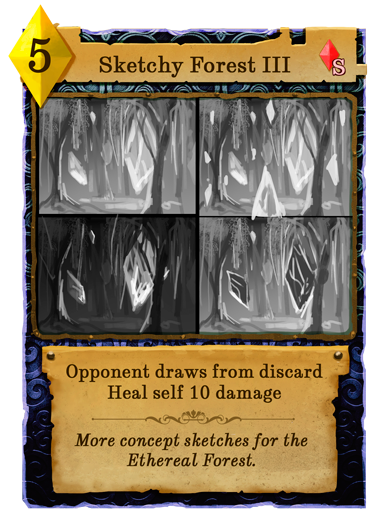 5
Sketchy Forest III
S
Opponent draws from discard
Heal self 10 damage
More concept sketches for the
Ethereal Forest.